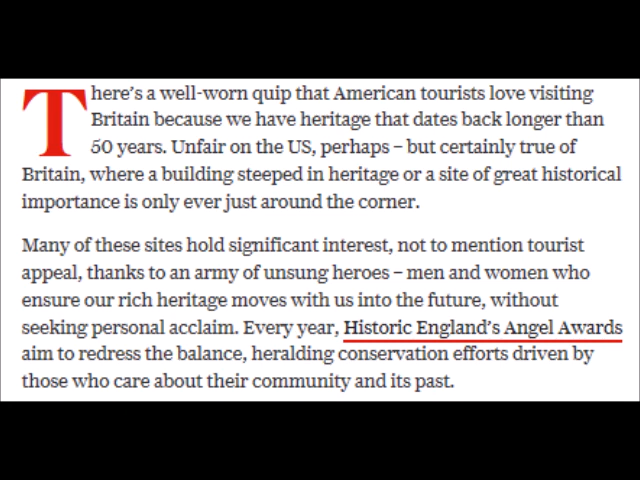 There's a well-worn quip that American tourists love visiting
Britain because we have heritage that dates back longer than
50 years. Unfair on the US, perhaps – but certainly true of
Britain, where a building steeped in heritage or a site of great historical
importance is only ever just around the corner.
Many of these sites hold significant interest, not to mention tourist
appeal, thanks to an army of unsung heroes – men and women who
ensure our rich heritage moves with us into the future, without
seeking personal acclaim. Every year, Historic England's Angel Awards
aim to redress the balance, heralding conservation efforts driven by
those who care about their community and its past.